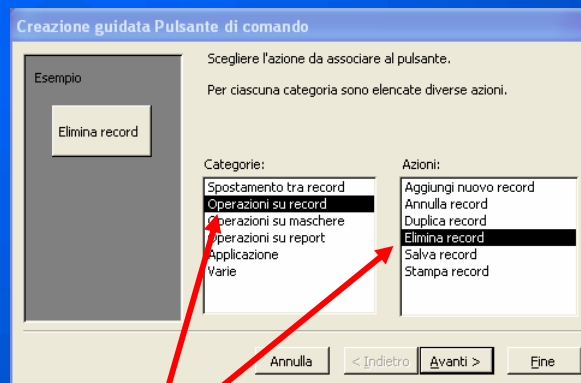 Creazione guidata Pulsante di comando
Esempio
Elimina record
Scegliere l'azione da associare al pulsante.
Per ciascuna categoria sono elencate diverse azioni.
Categorie:
Spostamento tra record
Operazioni su record
Operazioni su maschere
Operazioni su report
Applicazione
Varie
Azioni:
Aggiungi nuovo record
Annulla record
Duplica record
Elimina record
Salva record
Stampa record
Annulla
< Indietro
Avanti >
Fine